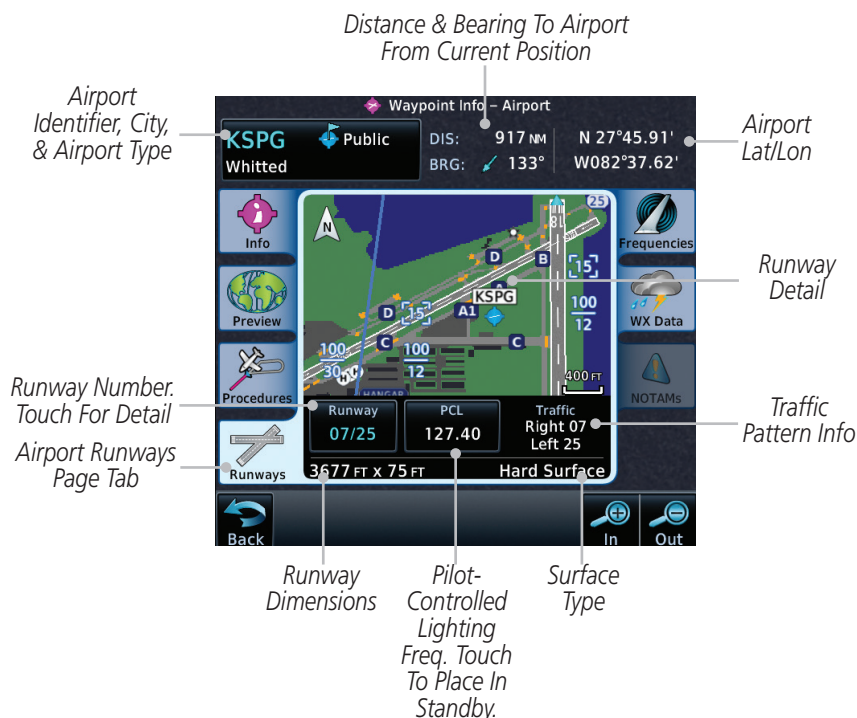 Distance & Bearing To Airport
From Current Position
Airport
Identifier, City,
& Airport Type
Airport
Lat/Lon
Waypoint Info – Airport
KSPG Public
Whitted
DIS: 917 NM
BRG: 133°
N 27°45.91'
W082°37.62'
Info
Preview
Procedures
Runways
N
25
18
D
B
15
A
KSPG
A1
D
15
C
C
100
12
100
30
100
12
H
HANGAR
400 FT
Frequencies
WX Data
NOTAMs
Runway
Detail
Runway Number.
Touch For Detail
Airport Runways
Page Tab
Traffic
Pattern Info
Runway
07/25
PCL
127.40
Traffic
Right 07
Left 25
3677 FT X 75 FT
Hard Surface
Back
In
Out
Runway
Dimensions
Pilot-
Controlled
Lighting
Freq. Touch
To Place In
Standby.
Surface
Type